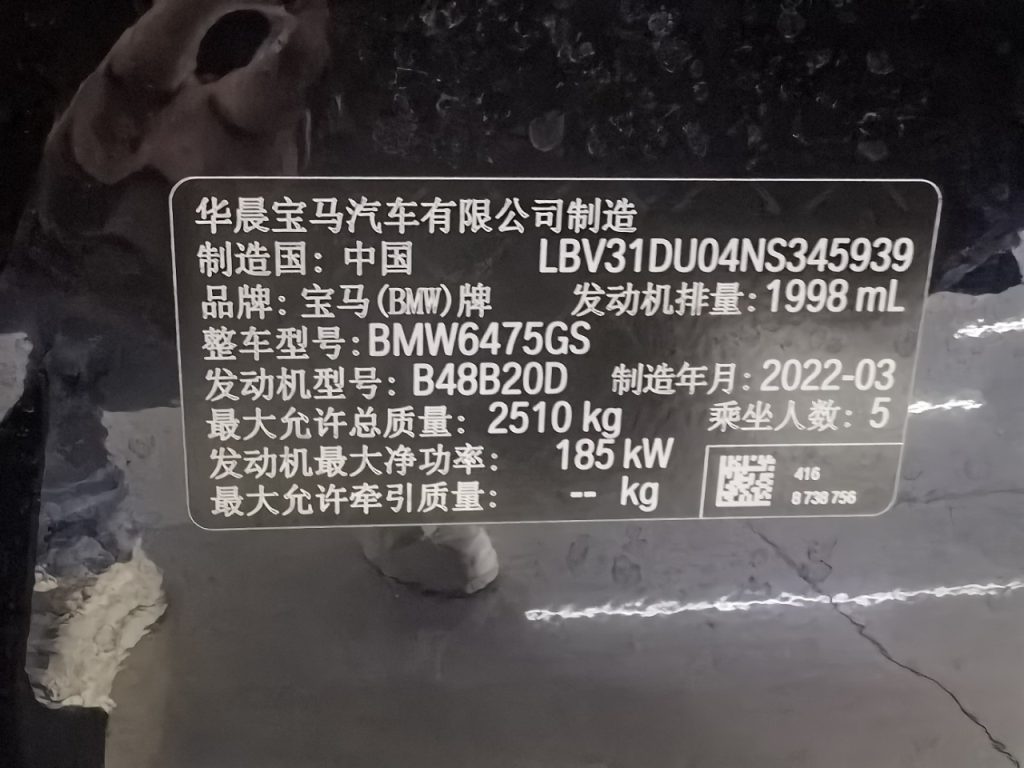 华晨宝马汽车有限公司制造
制造国：中国 LBV31DU04NS345939
品牌：宝马(BMW)牌 发动机排量：1998 mL
整车型号：BMW6475GS
发动机型号：B48B20D 制造年月：2022-03
最大允许总质量：2510 kg 乘坐人数：5
发动机最大净功率：185 kW
最大允许牵引质量：-- kg
416
8 738 756